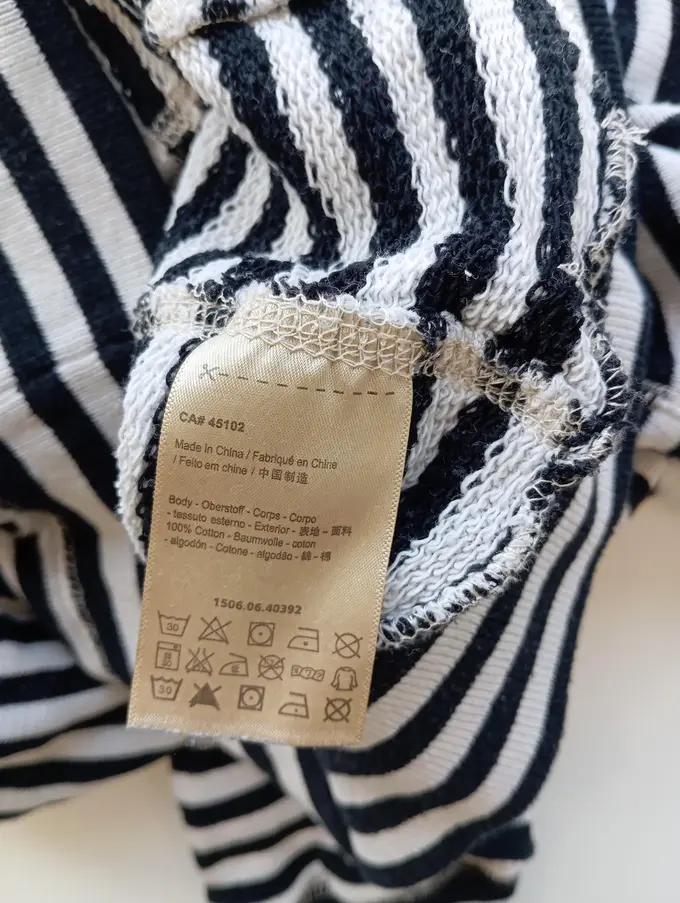 CA# 45102
Made in China / Fabriqué en Chine
/ Feito em chine / 中国制造
Body - Oberstoff - Corps - Corpo
- tessuto esterno - Exterior - 表地 - 面料
100% Cotton - Baumwolle - coton
- algodón - Cotone - algodão - 綿 - 棉
1506.06.40392
30
30